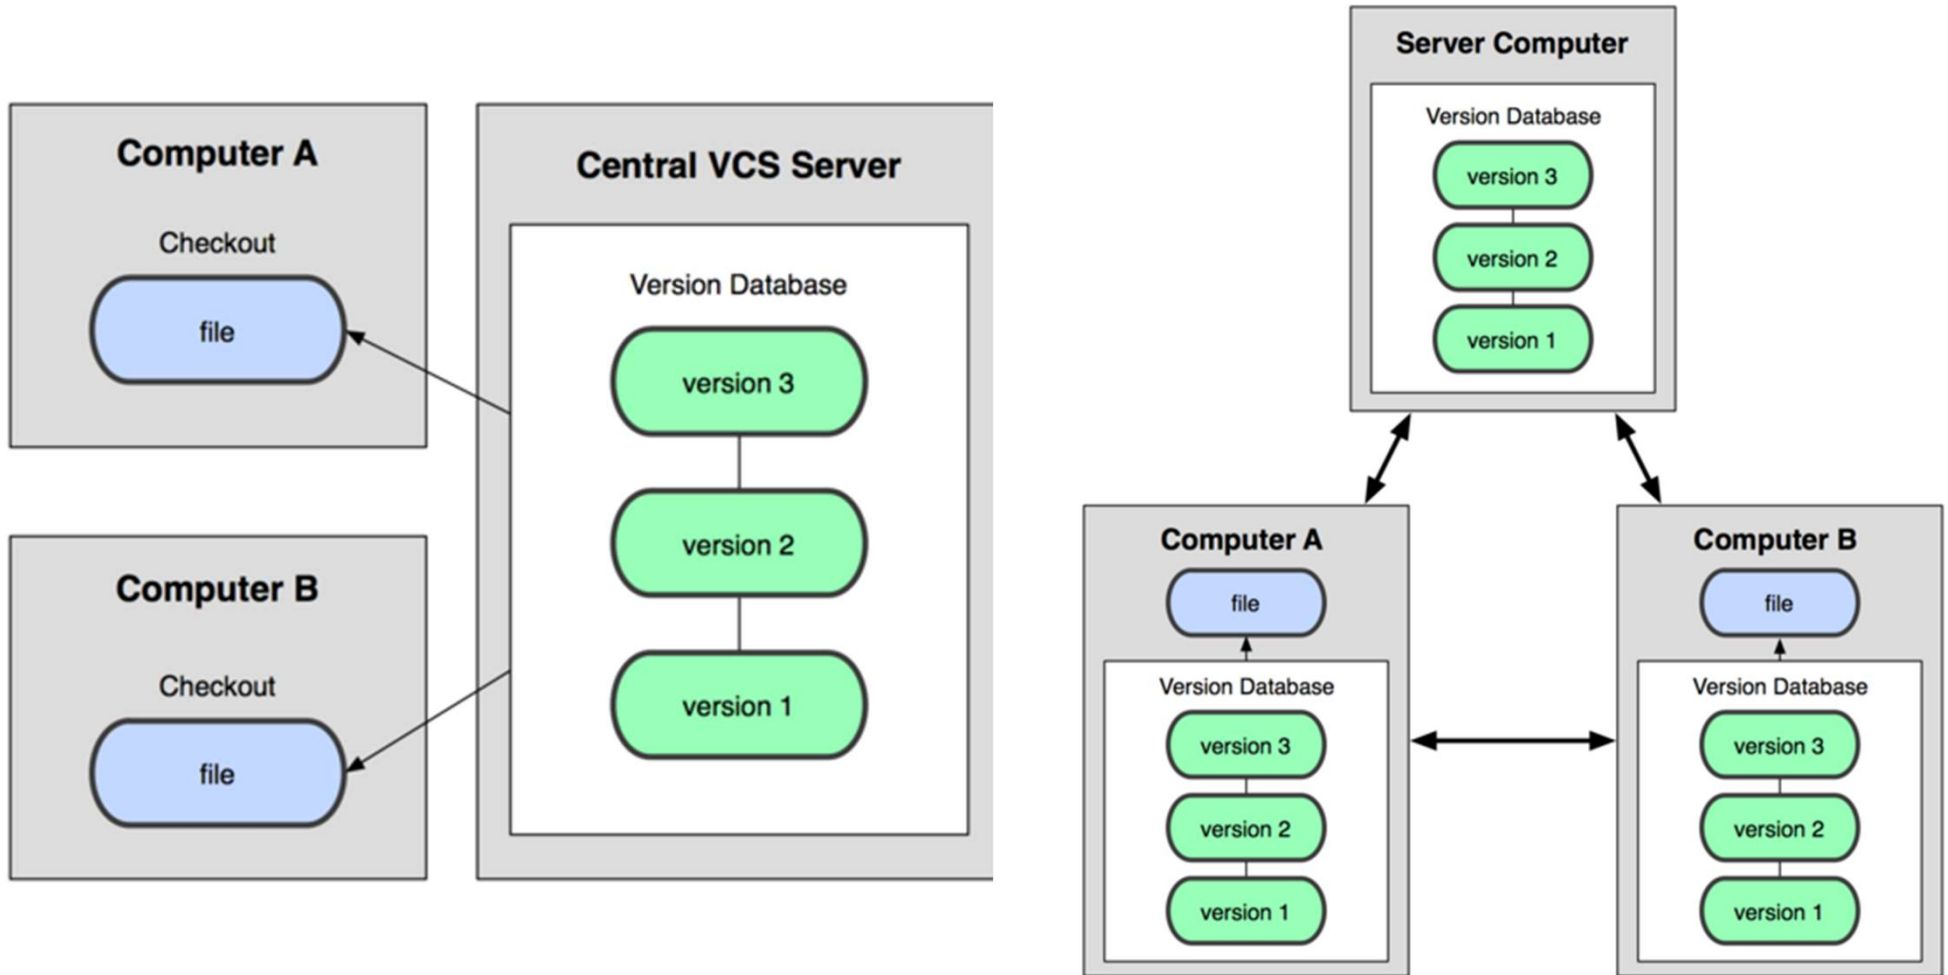 Computer A
Checkout
file
Computer B
Checkout
file
Central VCS Server
Version Database
version 3
version 2
version 1
Server Computer
Version Database
version 3
version 2
version 1
Computer A
file
Version Database
version 3
version 2
version 1
Computer B
file
Version Database
version 3
version 2
version 1